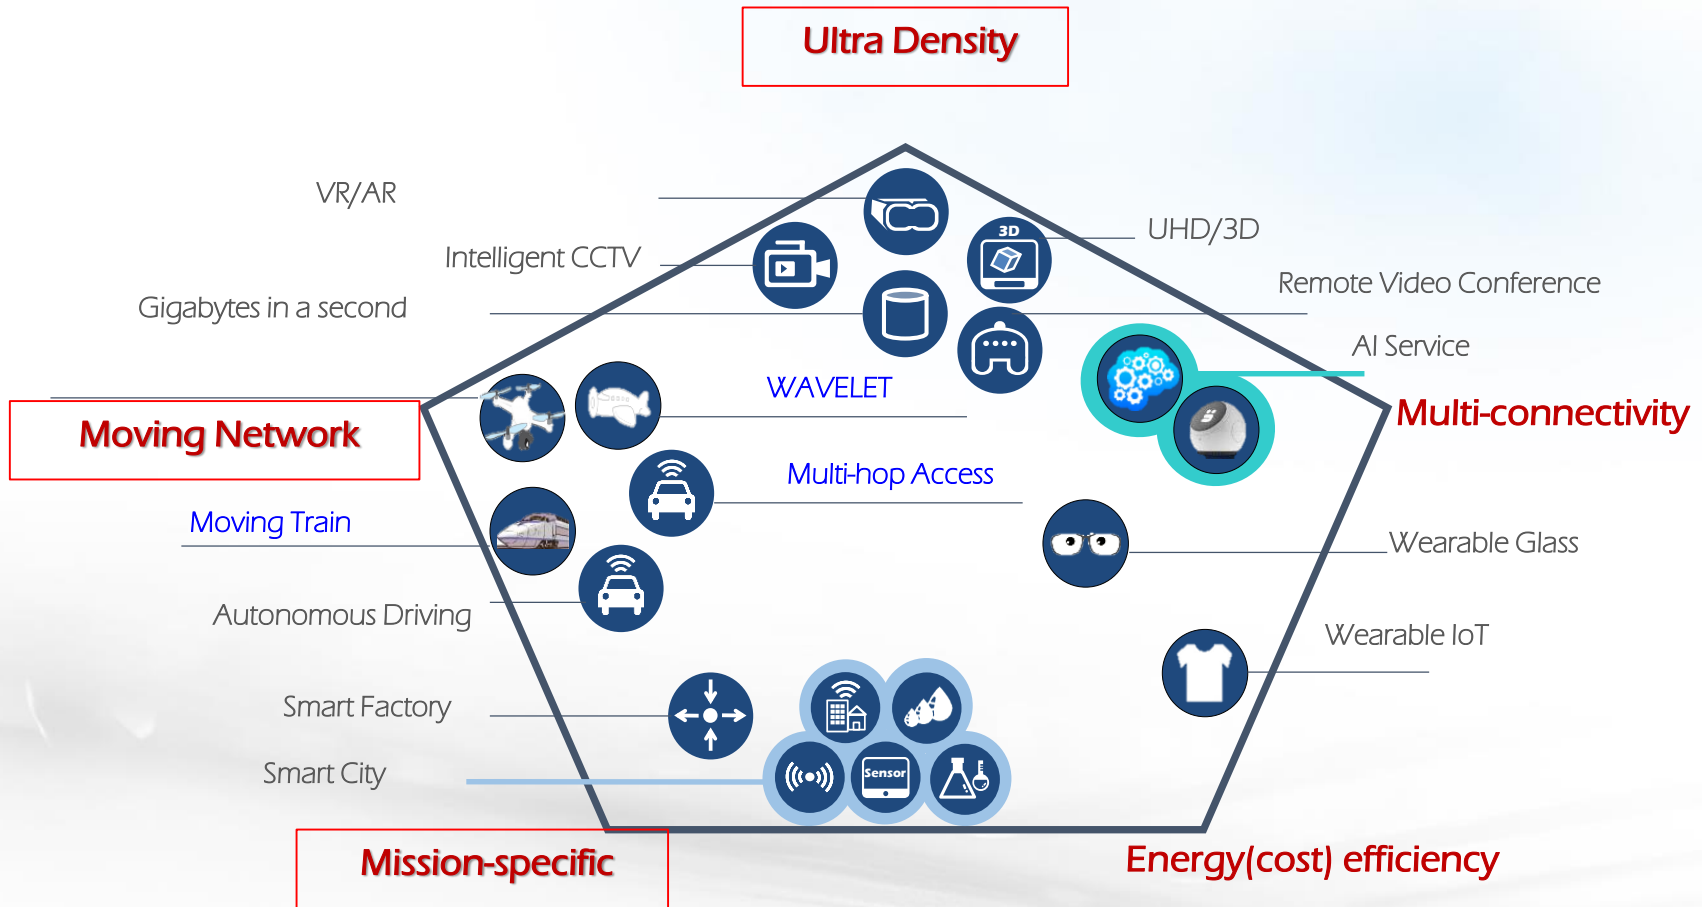 Ultra Density
VR/AR
3D
UHD/3D
Intelligent CCTV
Remote Video Conference
Gigabytes in a second
AI Service
WAVELET
Multi-connectivity
Moving Network
Multi-hop Access
Moving Train
Wearable Glass
Autonomous Driving
Wearable IoT
Smart Factory
Smart City
Sensor
Mission-specific
Energy(cost) efficiency